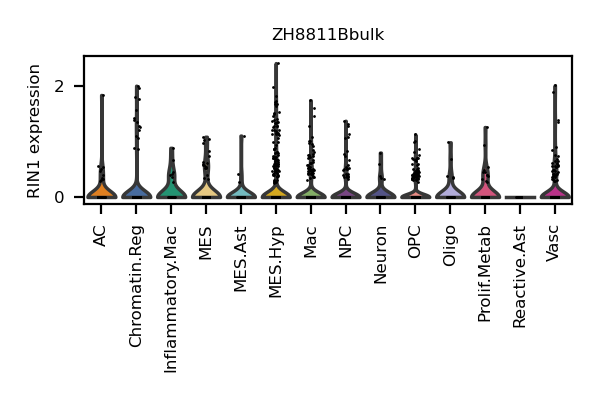 ZH8811Bbulk
RIN1 expression
2
0
AC
Chromatin.Reg
Inflammatory.Mac
MES
MES.Ast
MES.Hyp
Mac
NPC
Neuron
OPC
Oligo
Prolif.Metab
Reactive.Ast
Vasc